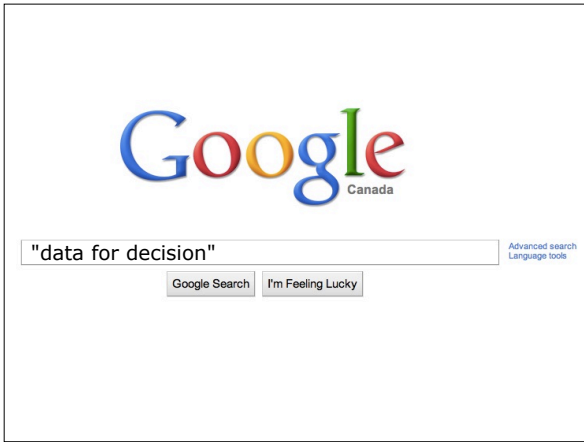 Google
Canada
"data for decision"
Advanced search
Language tools
Google Search I'm Feeling Lucky